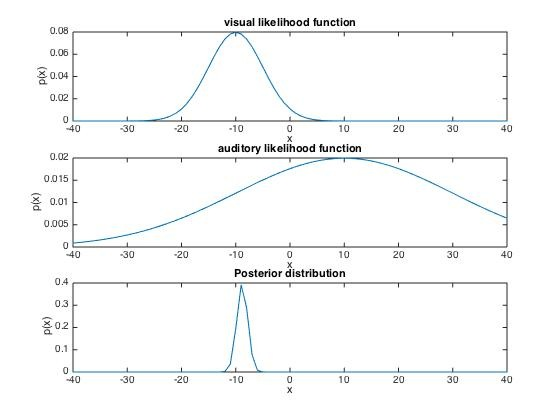 visual likelihood function
0.08
0.06
0.04
0.02
0
p(x)
-40 -30 -20 -10 0 10 20 30 40
x
auditory likelihood function
0.02
0.015
0.01
0.005
0
p(x)
-40 -30 -20 -10 0 10 20 30 40
x
Posterior distribution
0.4
0.3
0.2
0.1
0
p(x)
-40 -30 -20 -10 0 10 20 30 40
x